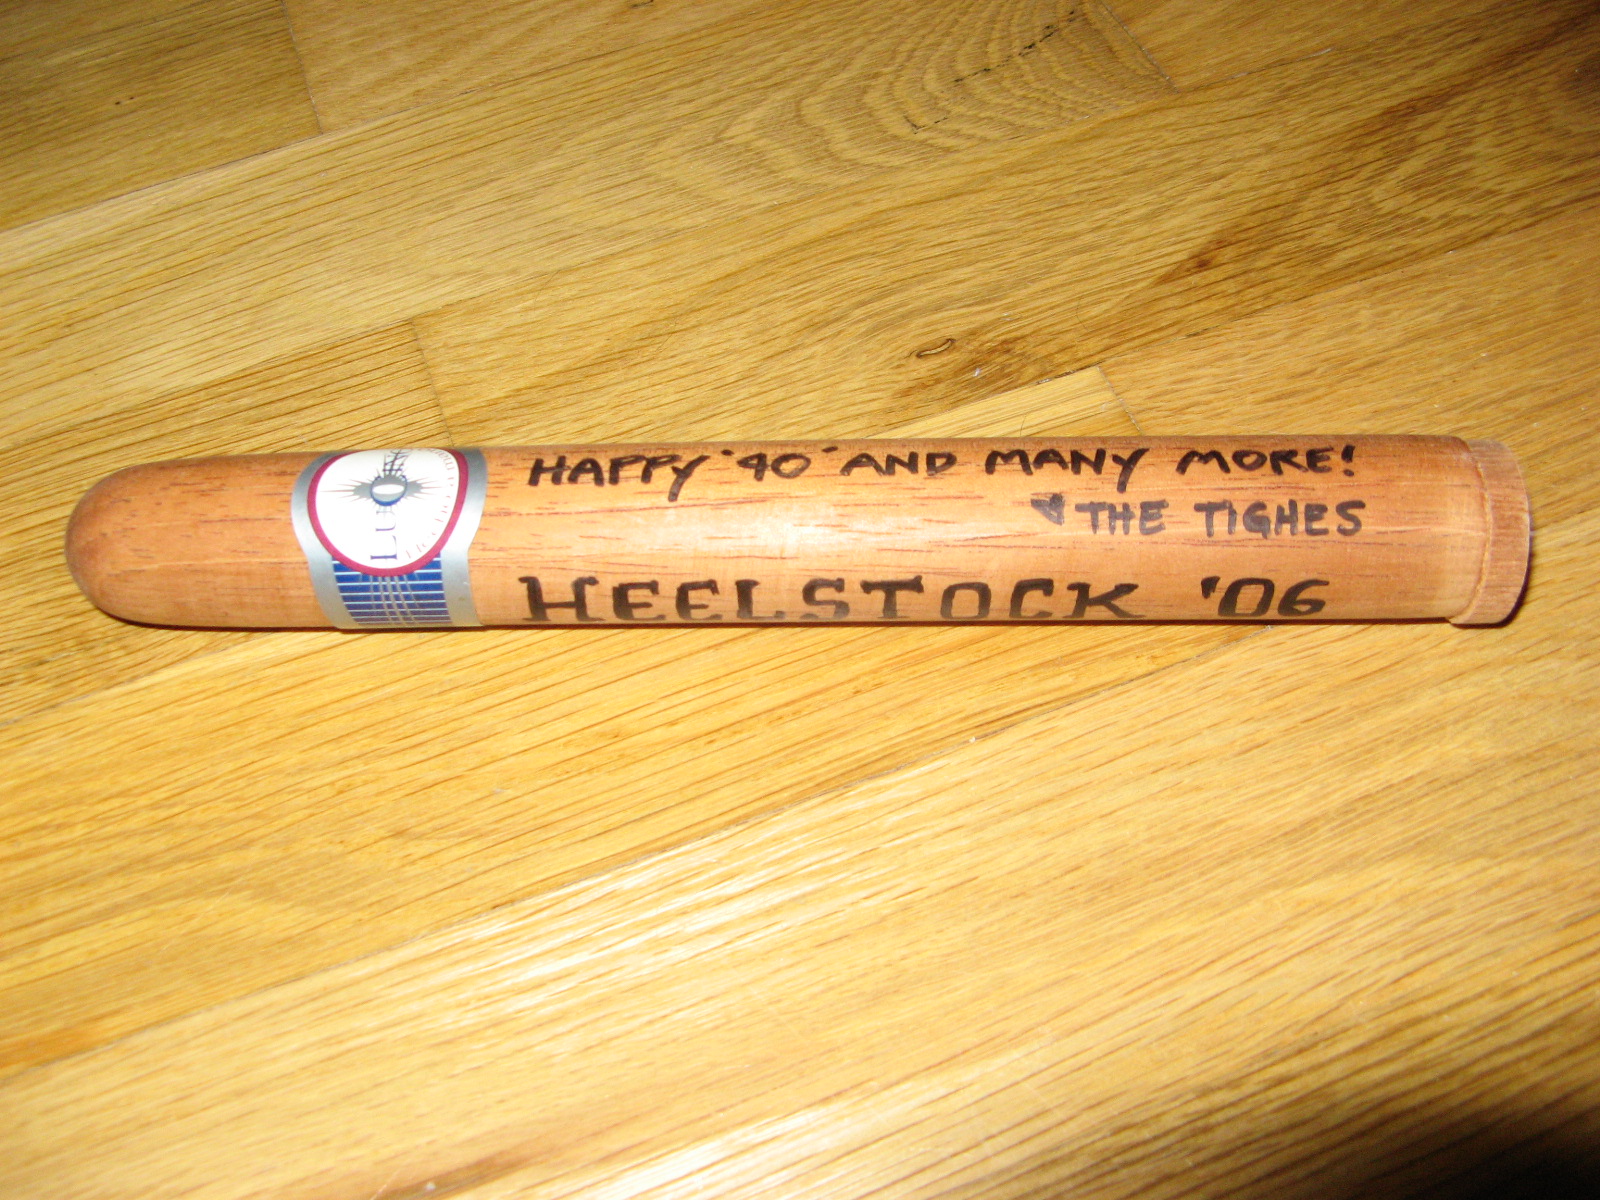 HAPPY '40' AND MANY MORE!
♥ THE TIGHES
HEELSTOCK '06